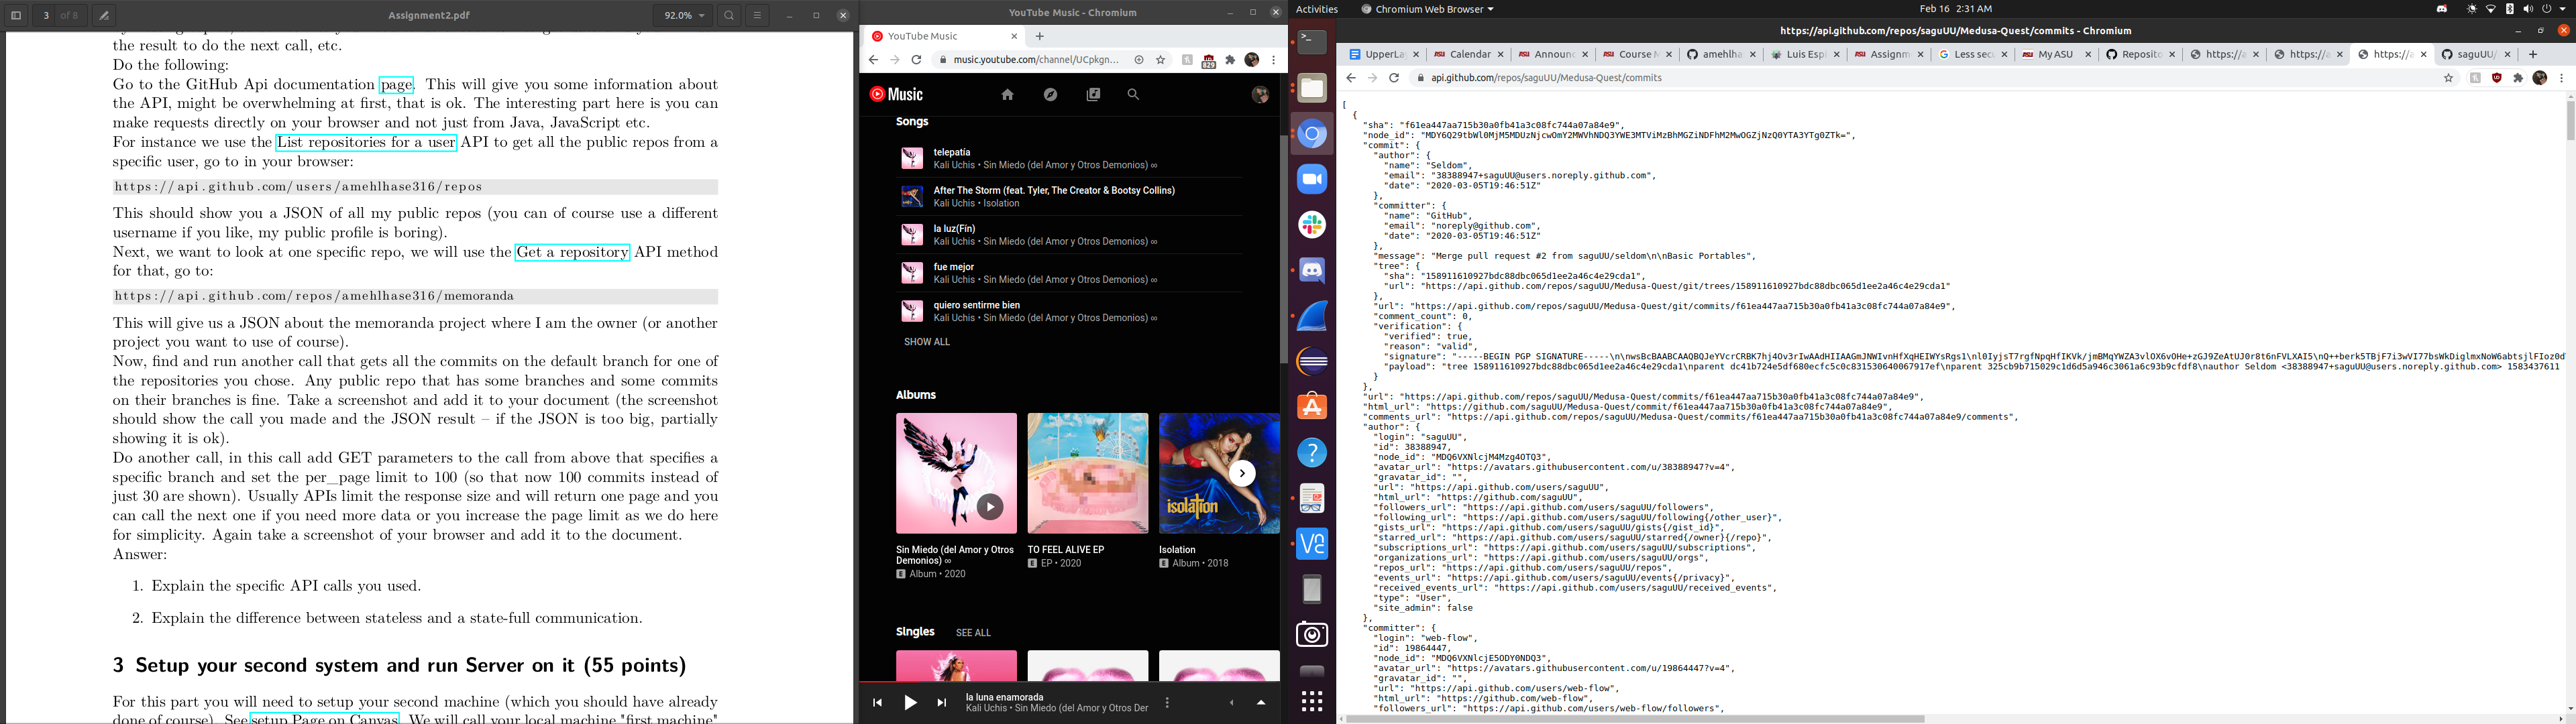 3 of 8
Assignment2.pdf
92.0%
the result to do the next call, etc.
Do the following:
Go to the GitHub Api documentation page. This will give you some information about
the API, might be overwhelming at first, that is ok. The interesting part here is you can
make requests directly on your browser and not just from Java, JavaScript etc.
For instance we use the List repositories for a user API to get all the public repos from a
specific user, go to in your browser:
https://api.github.com/users/amehlhase316/repos
This should show you a JSON of all my public repos (you can of course use a different
username if you like, my public profile is boring).
Next, we want to look at one specific repo, we will use the Get a repository API method
for that, go to:
https://api.github.com/repos/amehlhase316/memoranda
This will give us a JSON about the memoranda project where I am the owner (or another
project you want to use of course).
Now, find and run another call that gets all the commits on the default branch for one of
the repositories you chose. Any public repo that has some branches and some commits
on their branches is fine. Take a screenshot and add it to your document (the screenshot
should show the call you made and the JSON result – if the JSON is too big, partially
showing it is ok).
Do another call, in this call add GET parameters to the call from above that specifies a
specific branch and set the per_page limit to 100 (so that now 100 commits instead of
just 30 are shown). Usually APIs limit the response size and will return one page and you
can call the next one if you need more data or you increase the page limit as we do here
for simplicity. Again take a screenshot of your browser and add it to the document.
Answer:
1. Explain the specific API calls you used.
2. Explain the difference between stateless and a state-full communication.
3 Setup your second system and run Server on it (55 points)
For this part you will need to setup your second machine (which you should have already
done of course). See setup Page on Canvas. We will call your local machine "first machine"
YouTube Music - Chromium
YouTube Music
music.youtube.com/channel/UCpkgn...
829
Music
Songs
telepatía
Kali Uchis • Sin Miedo (del Amor y Otros Demonios) ∞
After The Storm (feat. Tyler, The Creator & Bootsy Collins)
Kali Uchis • Isolation
la luz(Fín)
Kali Uchis • Sin Miedo (del Amor y Otros Demonios) ∞
fue mejor
Kali Uchis • Sin Miedo (del Amor y Otros Demonios) ∞
quiero sentirme bien
Kali Uchis • Sin Miedo (del Amor y Otros Demonios) ∞
SHOW ALL
Albums
isolation
Sin Miedo (del Amor y Otros
Demonios) ∞
E Album • 2020
TO FEEL ALIVE EP
E EP • 2020
Isolation
E Album • 2018
Singles SEE ALL
la luna enamorada
Kali Uchis • Sin Miedo (del Amor y Otros Der
Activities Chromium Web Browser
Feb 16 2:31 AM
https://api.github.com/repos/saguUU/Medusa-Quest/commits - Chromium
UpperLa Calendar Announc Course M amehlha Luis Espi Assignm Less secu My ASU Reposito https://a https://a https://a saguUU/
api.github.com/repos/saguUU/Medusa-Quest/commits
[
{
"sha": "f61ea447aa715b30a0fb41a3c08fc744a07a84e9",
"commit": {
"author": {
"name": "Seldom",
"email": "38388947+saguUU@users.noreply.github.com",
"date": "2020-03-05T19:46:51Z"
},
"committer": {
"name": "GitHub",
"email": "noreply@github.com",
"date": "2020-03-05T19:46:51Z"
},
"message": "Merge pull request #2 from saguUU/seldom\n\nBasic Portables",
"tree": {
"sha": "158911610927bdc88dbc065d1ee2a46c4e29cda1",
"url": "https://api.github.com/repos/saguUU/Medusa-Quest/git/trees/158911610927bdc88dbc065d1ee2a46c4e29cda1"
},
"url": "https://api.github.com/repos/saguUU/Medusa-Quest/git/commits/f61ea447aa715b30a0fb41a3c08fc744a07a84e9",
"comment_count": 0,
"verification": {
"verified": true,
"reason": "valid",
"signature": "-----BEGIN PGP SIGNATURE-----
"payload": "tree 158911610927bdc88dbc065d1ee2a46c4e29cda1\nparent dc41b724e5df680ecfc5c0c831530640067917ef\nparent 325cb9b715029c1d6d5a946c3061a6c93b9cfdf8\nauthor Seldom <38388947+saguUU@users.noreply.github.com> 1583437611
}
},
"url": "https://api.github.com/repos/saguUU/Medusa-Quest/commits/f61ea447aa715b30a0fb41a3c08fc744a07a84e9",
"html_url": "https://github.com/saguUU/Medusa-Quest/commit/f61ea447aa715b30a0fb41a3c08fc744a07a84e9",
"comments_url": "https://api.github.com/repos/saguUU/Medusa-Quest/commits/f61ea447aa715b30a0fb41a3c08fc744a07a84e9/comments",
"author": {
"login": "saguUU",
"id": 38388947,
"node_id": "MDQ6VXNlcjM4Mzg4OTQ3",
"avatar_url": "https://avatars.githubusercontent.com/u/38388947?v=4",
"gravatar_id": "",
"url": "https://api.github.com/users/saguUU",
"html_url": "https://github.com/saguUU",
"followers_url": "https://api.github.com/users/saguUU/followers",
"following_url": "https://api.github.com/users/saguUU/following{/other_user}",
"gists_url": "https://api.github.com/users/saguUU/gists{/gist_id}",
"starred_url": "https://api.github.com/users/saguUU/starred{/owner}{/repo}",
"subscriptions_url": "https://api.github.com/users/saguUU/subscriptions",
"organizations_url": "https://api.github.com/users/saguUU/orgs",
"repos_url": "https://api.github.com/users/saguUU/repos",
"events_url": "https://api.github.com/users/saguUU/events{/privacy}",
"received_events_url": "https://api.github.com/users/saguUU/received_events",
"type": "User",
"site_admin": false
},
"committer": {
"login": "web-flow",
"id": 19864447,
"node_id": "MDQ6VXNlcjE5ODY0NDQ3",
"avatar_url": "https://avatars.githubusercontent.com/u/19864447?v=4",
"gravatar_id": "",
"url": "https://api.github.com/users/web-flow",
"html_url": "https://github.com/web-flow",
"followers_url": "https://api.github.com/users/web-flow/followers",